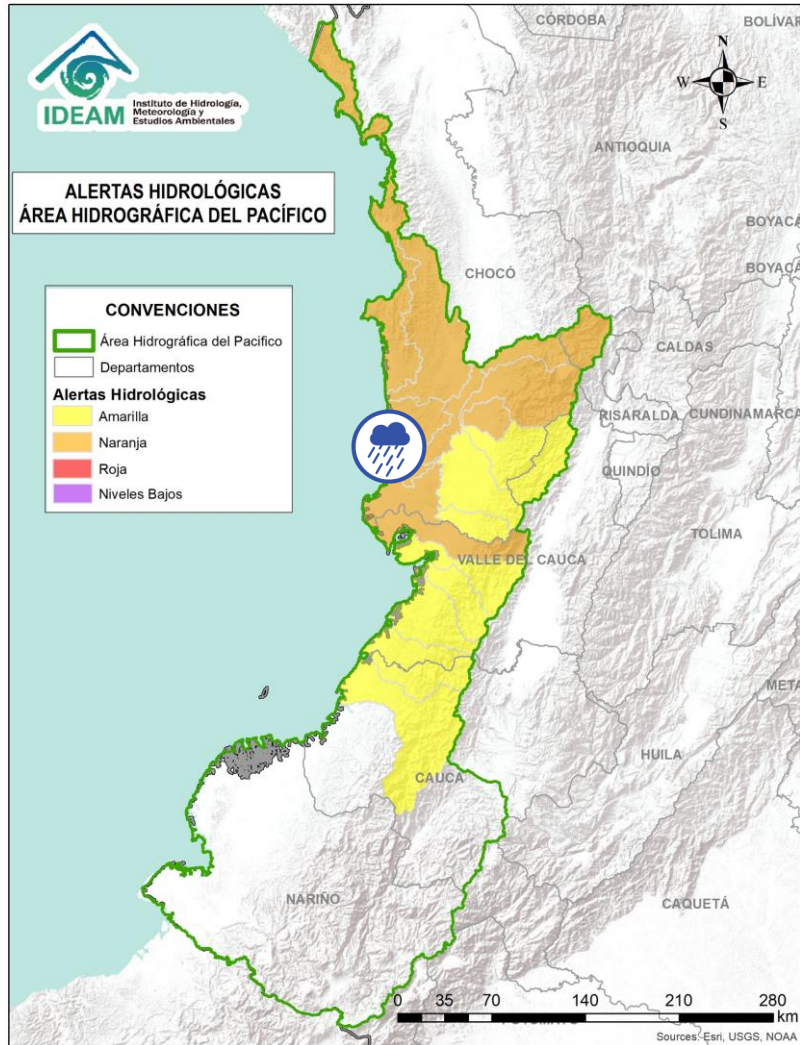 IDEAM
Instituto de Hidrología,
Meteorología y
Estudios Ambientales
CÓRDOBA
BOLÍVAR
N
W
E
S
ANTIOQUIA
ALERTAS HIDROLÓGICAS
ÁREA HIDROGRÁFICA DEL PACÍFICO
BOYACÁ
BOYACÁ
CHOCÓ
CONVENCIONES
Área Hidrográfica del Pacifico
Departamentos
Alertas Hidrológicas
Amarilla
Naranja
Roja
Niveles Bajos
CALDAS
RISARALDA
CUNDINAMARCA
QUINDÍO
TOLIMA
VALLE DEL CAUCA
META
HUILA
CAUCA
NARIÑO
CAQUETÁ
0 35 70 140 210 280
km
Sources: Esri, USGS, NOAA